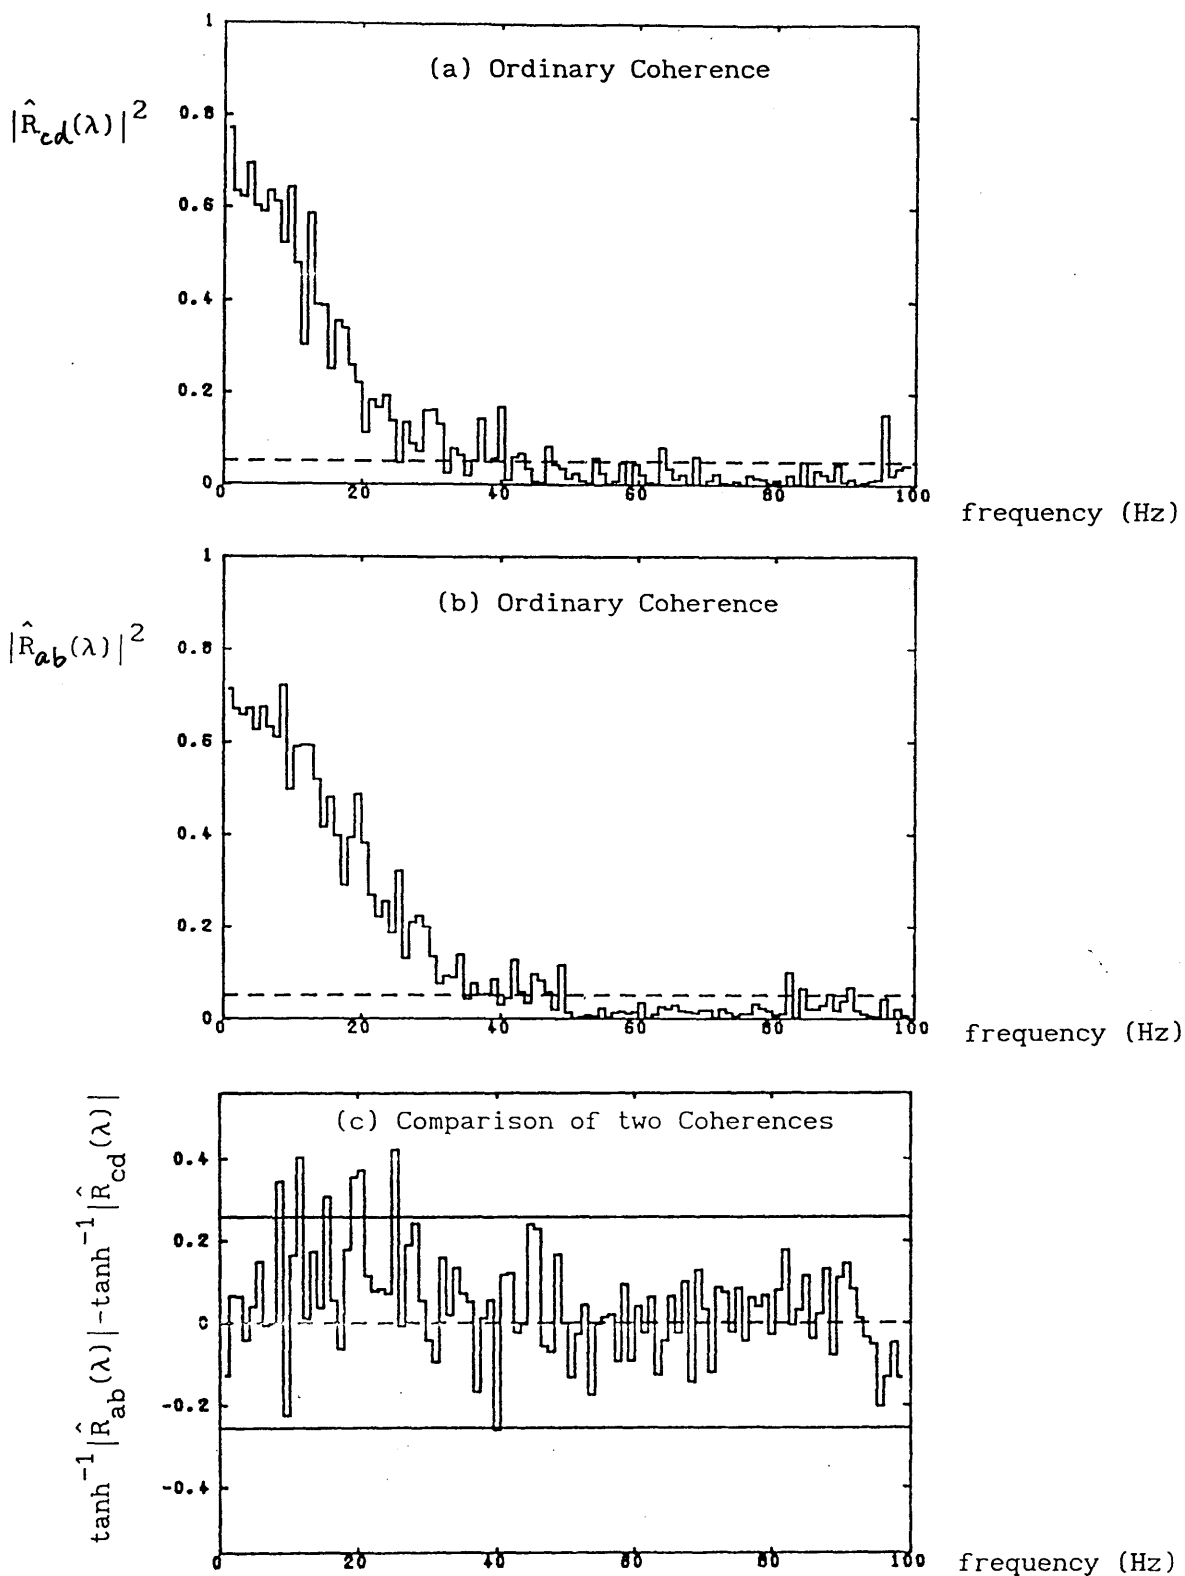 (a) Ordinary Coherence
|R̂cd(λ)|²
1
0.8
0.6
0.4
0.2
0
0 20 40 60 80 100
frequency (Hz)
(b) Ordinary Coherence
|R̂ab(λ)|²
1
0.8
0.6
0.4
0.2
0
0 20 40 60 80 100
frequency (Hz)
(c) Comparison of two Coherences
tanh⁻¹|R̂ab(λ)|-tanh⁻¹|R̂cd(λ)|
0.4
0.2
0
-0.2
-0.4
0 20 40 60 80 100
frequency (Hz)